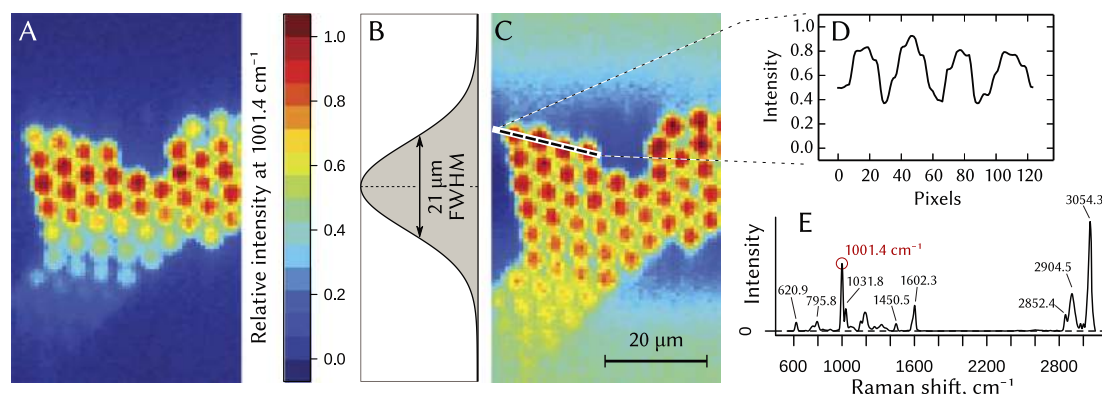 A
Relative intensity at 1001.4 cm⁻¹
1.0
0.8
0.6
0.4
0.2
0.0
B
21 μm
FWHM
C
20 μm
D
Intensity
1.0
0.8
0.6
0.4
0.2
0.0
0 20 40 60 80 100 120
Pixels
E
Intensity
0
620.9
795.8
1001.4 cm⁻¹
1031.8
1450.5
1602.3
2852.4
2904.5
3054.3
600 1000 1600 2200 2800
Raman shift, cm⁻¹